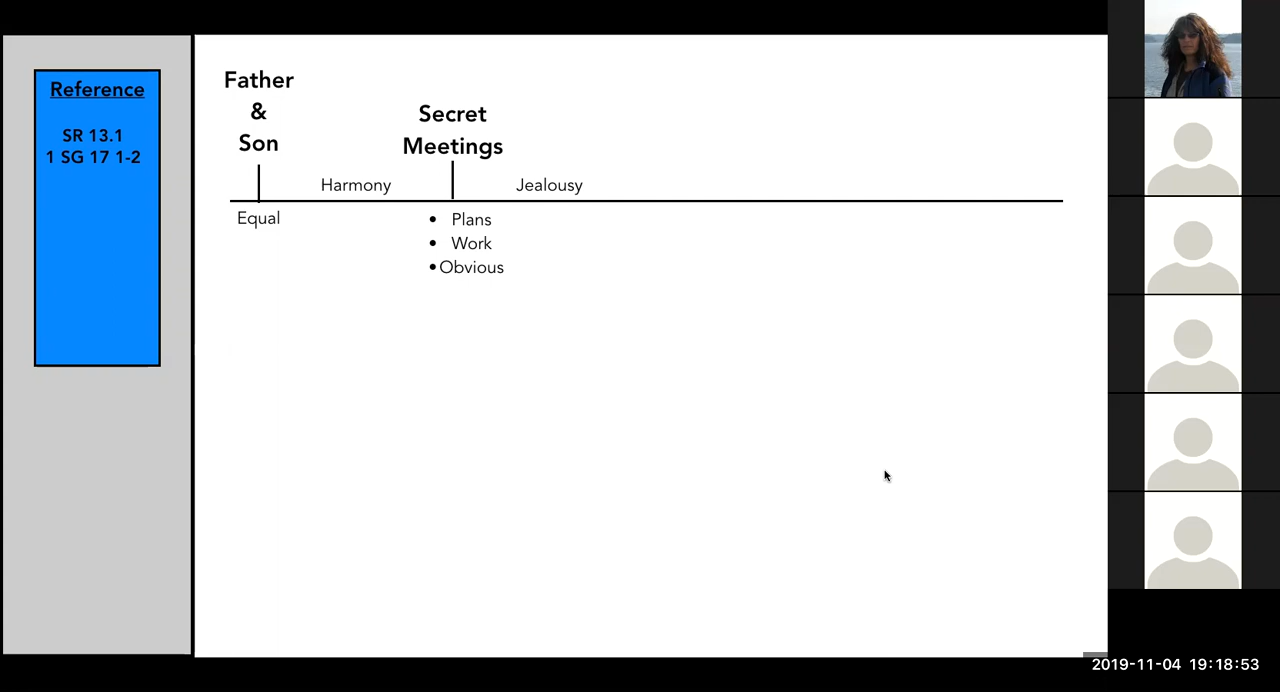 Reference
SR 13.1
1 SG 17 1-2
Father
&
Son
Secret
Meetings
Harmony
Jealousy
Equal
• Plans
• Work
• Obvious
2019-11-04 19:18:53